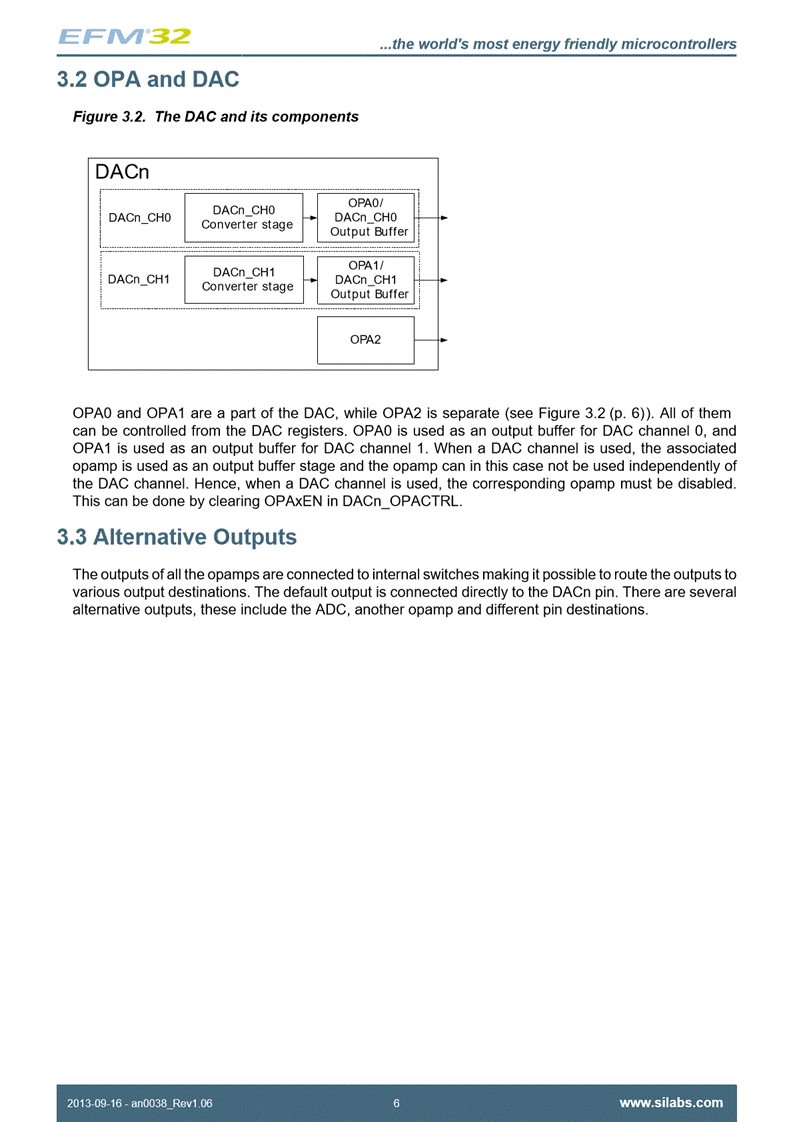 EFM®32
...the world's most energy friendly microcontrollers
3.2 OPA and DAC
Figure 3.2. The DAC and its components
DACn
DACn_CH0
DACn_CH0
Converter stage
OPA0/
DACn_CH0
Output Buffer
DACn_CH1
DACn_CH1
Converter stage
OPA1/
DACn_CH1
Output Buffer
OPA2
OPA0 and OPA1 are a part of the DAC, while OPA2 is separate (see Figure 3.2 (p. 6)). All of them
can be controlled from the DAC registers. OPA0 is used as an output buffer for DAC channel 0, and
OPA1 is used as an output buffer for DAC channel 1. When a DAC channel is used, the associated
opamp is used as an output buffer stage and the opamp can in this case not be used independently of
the DAC channel. Hence, when a DAC channel is used, the corresponding opamp must be disabled.
This can be done by clearing OPAxEN in DACn_OPACTRL.
3.3 Alternative Outputs
The outputs of all the opamps are connected to internal switches making it possible to route the outputs to
various output destinations. The default output is connected directly to the DACn pin. There are several
alternative outputs, these include the ADC, another opamp and different pin destinations.
2013-09-16 - an0038_Rev1.06
6
www.silabs.com